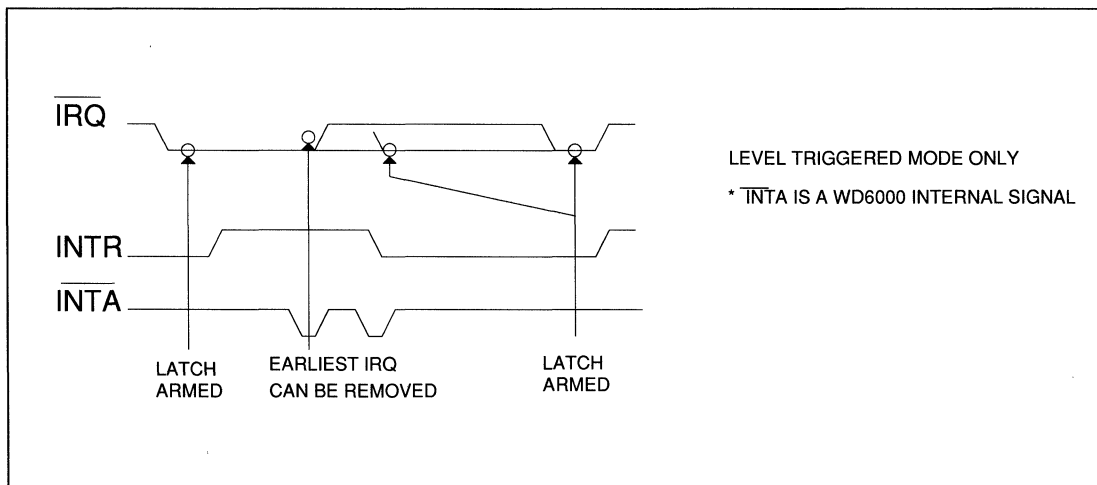 IRQ
LEVEL TRIGGERED MODE ONLY
* INTA IS A WD6000 INTERNAL SIGNAL
INTR
INTA
LATCH
ARMED
EARLIEST IRQ
CAN BE REMOVED
LATCH
ARMED